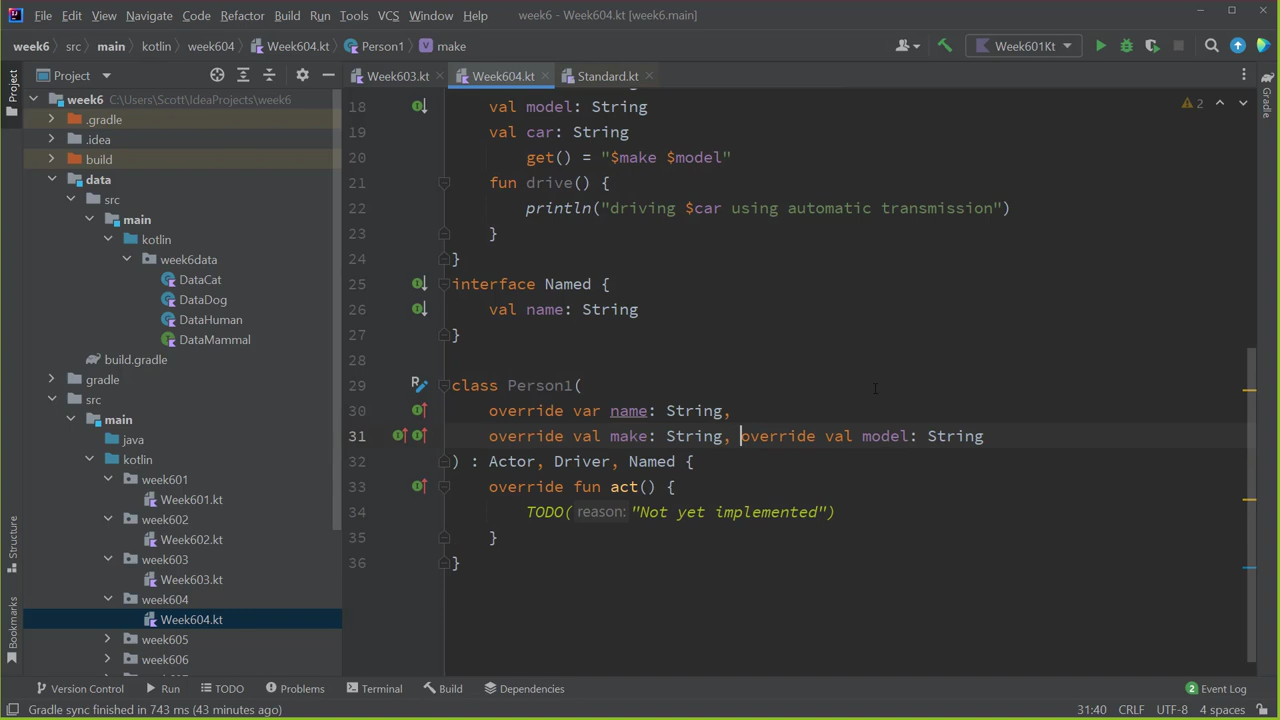 File Edit View Navigate Code Refactor Build Run Tools VCS Window Help week6 - Week604.kt [week6.main]
week6 src main kotlin week604 Week604.kt Person1 make Week601Kt
Project Week603.kt Week604.kt Standard.kt
week6 C:\Users\Scott\IdeaProjects\week6
.gradle
.idea
build
data
src
main
kotlin
week6data
DataCat
DataDog
DataHuman
DataMammal
build.gradle
gradle
src
main
java
kotlin
week601
Week601.kt
week602
Week602.kt
week603
Week603.kt
week604
Week604.kt
week605
week606
Project
Structure
Bookmarks
18 val model: String
19 val car: String
20 get() = "$make $model"
21 fun drive() {
22 println("driving $car using automatic transmission")
23 }
24 }
25 interface Named {
26 val name: String
27 }
28
29 class Person1(
30 override var name: String,
31 override val make: String, override val model: String
32 ) : Actor, Driver, Named {
33 override fun act() {
34 TODO( reason: "Not yet implemented")
35 }
36 }
2
Gradle
Version Control Run TODO Problems Terminal Build Dependencies 2 Event Log
Gradle sync finished in 743 ms (43 minutes ago) 31:40 CRLF UTF-8 4 spaces